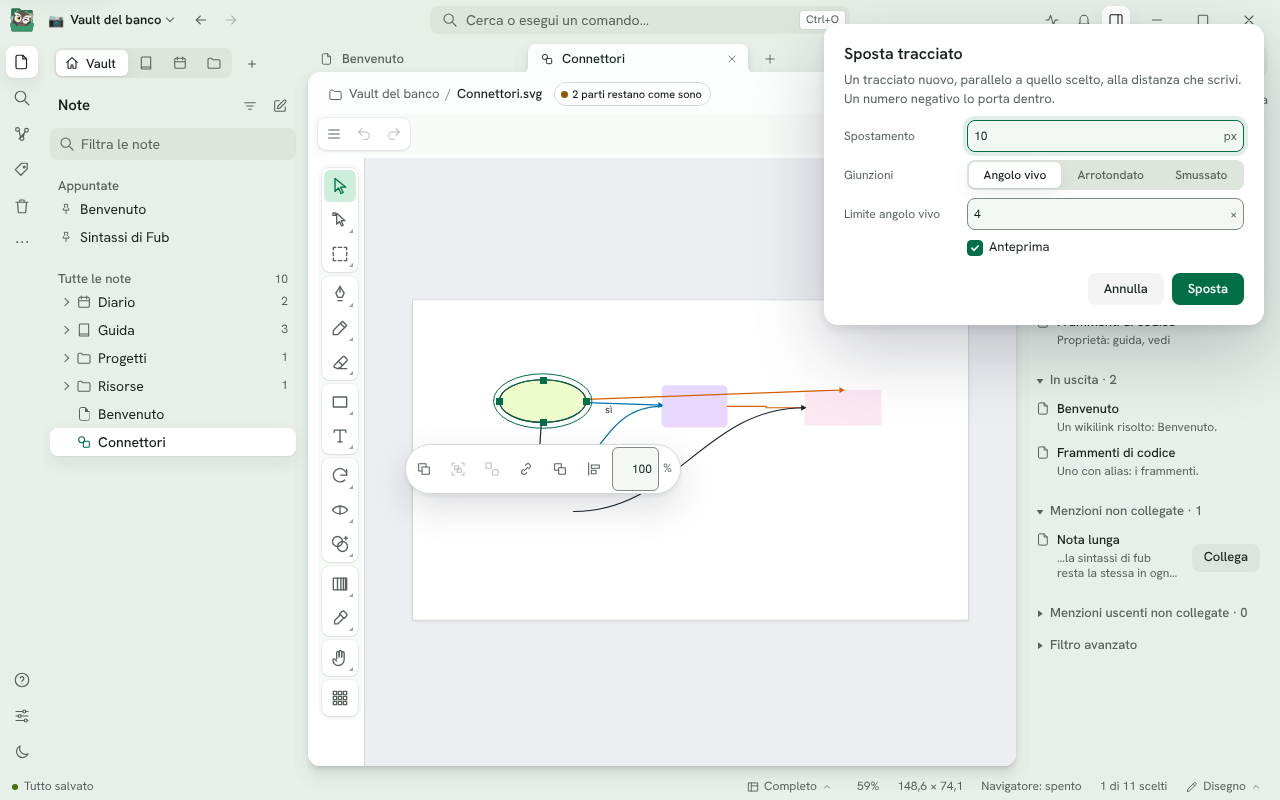 Vault del banco
Cerca o esegui un comando…
Ctrl+O
Vault
Note
Filtra le note
Appuntate
Benvenuto
Sintassi di Fub
Tutte le note
10
Diario
2
Guida
3
Progetti
1
Risorse
1
Benvenuto
Connettori
Tutto salvato
Benvenuto
Connettori
Vault del banco / Connettori.svg
2 parti restano come sono
sì
100 %
Sposta tracciato
Un tracciato nuovo, parallelo a quello scelto, alla distanza che scrivi.
Un numero negativo lo porta dentro.
Spostamento
10
px
Giunzioni
Angolo vivo
Arrotondato
Smussato
Limite angolo vivo
4
×
Anteprima
Annulla
Sposta
Proprietà: guida, vedi
In uscita · 2
Benvenuto
Un wikilink risolto: Benvenuto.
Frammenti di codice
Uno con alias: i frammenti.
Menzioni non collegate · 1
Nota lunga
…la sintassi di fub
resta la stessa in ogn…
Collega
Menzioni uscenti non collegate · 0
Filtro avanzato
Completo
59%
148,6 × 74,1
Navigatore: spento
1 di 11 scelti
Disegno